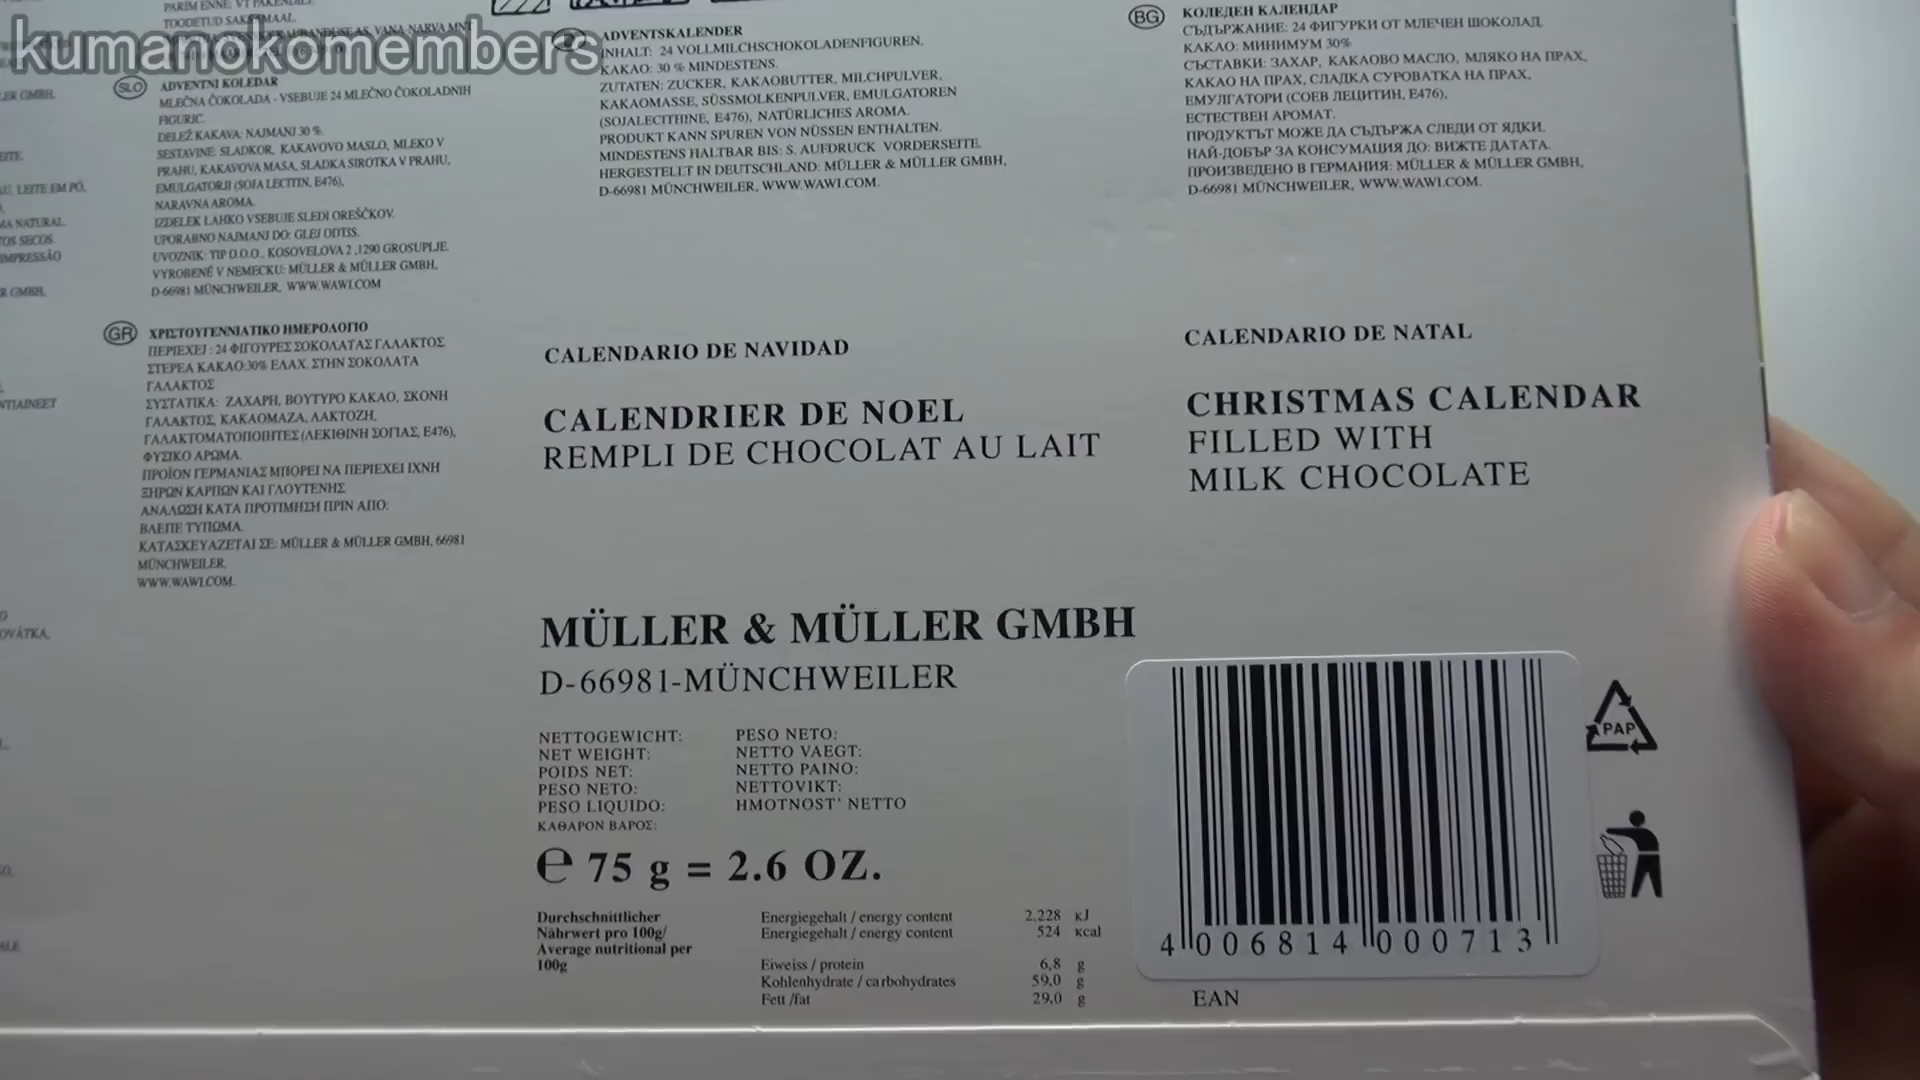 kumanokomembers
PARIM ENNE: VT PAKENDILT.
TOODETUD SAKSAMAAL.
VANA-NARVA MNT
SLO
ADVENTNI KOLEDAR
MLEČNA ČOKOLADA - VSEBUJE 24 MLEČNO ČOKOLADNIH
FIGURIC.
DELEŽ KAKAVA: NAJMANJ 30 %.
SESTAVINE: SLADKOR, KAKAVOVO MASLO, MLEKO V
PRAHU, KAKAVOVA MASA, SLADKA SIROTKA V PRAHU,
EMULGATORJI (SOJA LECITIN, E476),
NARAVNA AROMA.
IZDELEK LAHKO VSEBUJE SLEDI OREŠČKOV.
UPORABNO NAJMANJ DO: GLEJ ODTIS.
UVOZNIK: TIP D.O.O., KOSOVELOVA 2 ,1290 GROSUPLJE.
VYROBENÉ V NEMECKU: MÜLLER & MÜLLER GMBH,
D-66981 MÜNCHWEILER, WWW.WAWI.COM
GR
ΧΡΙΣΤΟΥΓΕΝΝΙΑΤΙΚΟ ΗΜΕΡΟΛΟΓΙΟ
ΠΕΡΙΕΧΕΙ : 24 ΦΙΓΟΥΡΕΣ ΣΟΚΟΛΑΤΑΣ ΓΑΛΑΚΤΟΣ
ΣΤΕΡΕΑ ΚΑΚΑΟ:30% ΕΛΑΧ. ΣΤΗΝ ΣΟΚΟΛΑΤΑ
ΓΑΛΑΚΤΟΣ
ΣΥΣΤΑΤΙΚΑ: ΖΑΧΑΡΗ, ΒΟΥΤΥΡΟ ΚΑΚΑΟ, ΣΚΟΝΗ
ΓΑΛΑΚΤΟΣ, ΚΑΚΑΟΜΑΖΑ, ΛΑΚΤΟΖΗ,
ΓΑΛΑΚΤΟΜΑΤΟΠΟΙΗΤΕΣ (ΛΕΚΙΘΙΝΗ ΣΟΓΙΑΣ, E476),
ΦΥΣΙΚΟ ΑΡΩΜΑ.
ΠΡΟΪΟΝ ΓΕΡΜΑΝΙΑΣ ΜΠΟΡΕΙ ΝΑ ΠΕΡΙΕΧΕΙ ΙΧΝΗ
ΞΗΡΩΝ ΚΑΡΠΩΝ ΚΑΙ ΓΛΟΥΤΕΝΗΣ
ΑΝΑΛΩΣΗ ΚΑΤΑ ΠΡΟΤΙΜΗΣΗ ΠΡΙΝ ΑΠΟ:
ΒΛΕΠΕ ΤΥΠΩΜΑ.
ΚΑΤΑΣΚΕΥΑΖΕΤΑΙ ΣΕ: MÜLLER & MÜLLER GMBH, 66981
MÜNCHWEILER,
WWW.WAWI.COM.
ADVENTSKALENDER
INHALT: 24 VOLLMILCHSCHOKOLADENFIGUREN.
KAKAO: 30 % MINDESTENS.
ZUTATEN: ZUCKER, KAKAOBUTTER, MILCHPULVER,
KAKAOMASSE, SÜSSMOLKENPULVER, EMULGATOREN
(SOJALECITHINE, E476), NATÜRLICHES AROMA.
PRODUKT KANN SPUREN VON NÜSSEN ENTHALTEN.
MINDESTENS HALTBAR BIS: S. AUFDRUCK VORDERSEITE.
HERGESTELLT IN DEUTSCHLAND: MÜLLER & MÜLLER GMBH,
D-66981 MÜNCHWEILER, WWW.WAWI.COM.
BG
КОЛЕДЕН КАЛЕНДАР
СЪДЪРЖАНИЕ: 24 ФИГУРКИ ОТ МЛЕЧЕН ШОКОЛАД.
КАКАО: МИНИМУМ 30%
СЪСТАВКИ: ЗАХАР, КАКАОВО МАСЛО, МЛЯКО НА ПРАХ,
КАКАО НА ПРАХ, СЛАДКА СУРОВАТКА НА ПРАХ,
ЕМУЛГАТОРИ (СОЕВ ЛЕЦИТИН, E476),
ЕСТЕСТВЕН АРОМАТ.
ПРОДУКТЪТ МОЖЕ ДА СЪДЪРЖА СЛЕДИ ОТ ЯДКИ.
НАЙ-ДОБЪР ЗА КОНСУМАЦИЯ ДО: ВИЖТЕ ДАТАТА.
ПРОИЗВЕДЕНО В ГЕРМАНИЯ: MÜLLER & MÜLLER GMBH,
D-66981 MÜNCHWEILER, WWW.WAWI.COM.
CALENDARIO DE NAVIDAD
CALENDARIO DE NATAL
CALENDRIER DE NOEL
REMPLI DE CHOCOLAT AU LAIT
CHRISTMAS CALENDAR
FILLED WITH
MILK CHOCOLATE
MÜLLER & MÜLLER GMBH
D-66981-MÜNCHWEILER
NETTOGEWICHT: PESO NETO:
NET WEIGHT: NETTO VAEGT:
POIDS NET: NETTO PAINO:
PESO NETO: NETTOVIKT:
PESO LIQUIDO: HMOTNOST' NETTO
ΚΑΘΑΡΟΝ ΒΑΡΟΣ:
℮ 75 g = 2.6 OZ.
Durchschnittlicher
Nährwert pro 100g/
Average nutritional per
100g
Energiegehalt / energy content 2.228 KJ
Energiegehalt / energy content 524 kcal
Eiweiss / protein 6,8 g
Kohlenhydrate / carbohydrates 59,0 g
Fett /fat 29,0 g
4 006814 000713
EAN
PAP